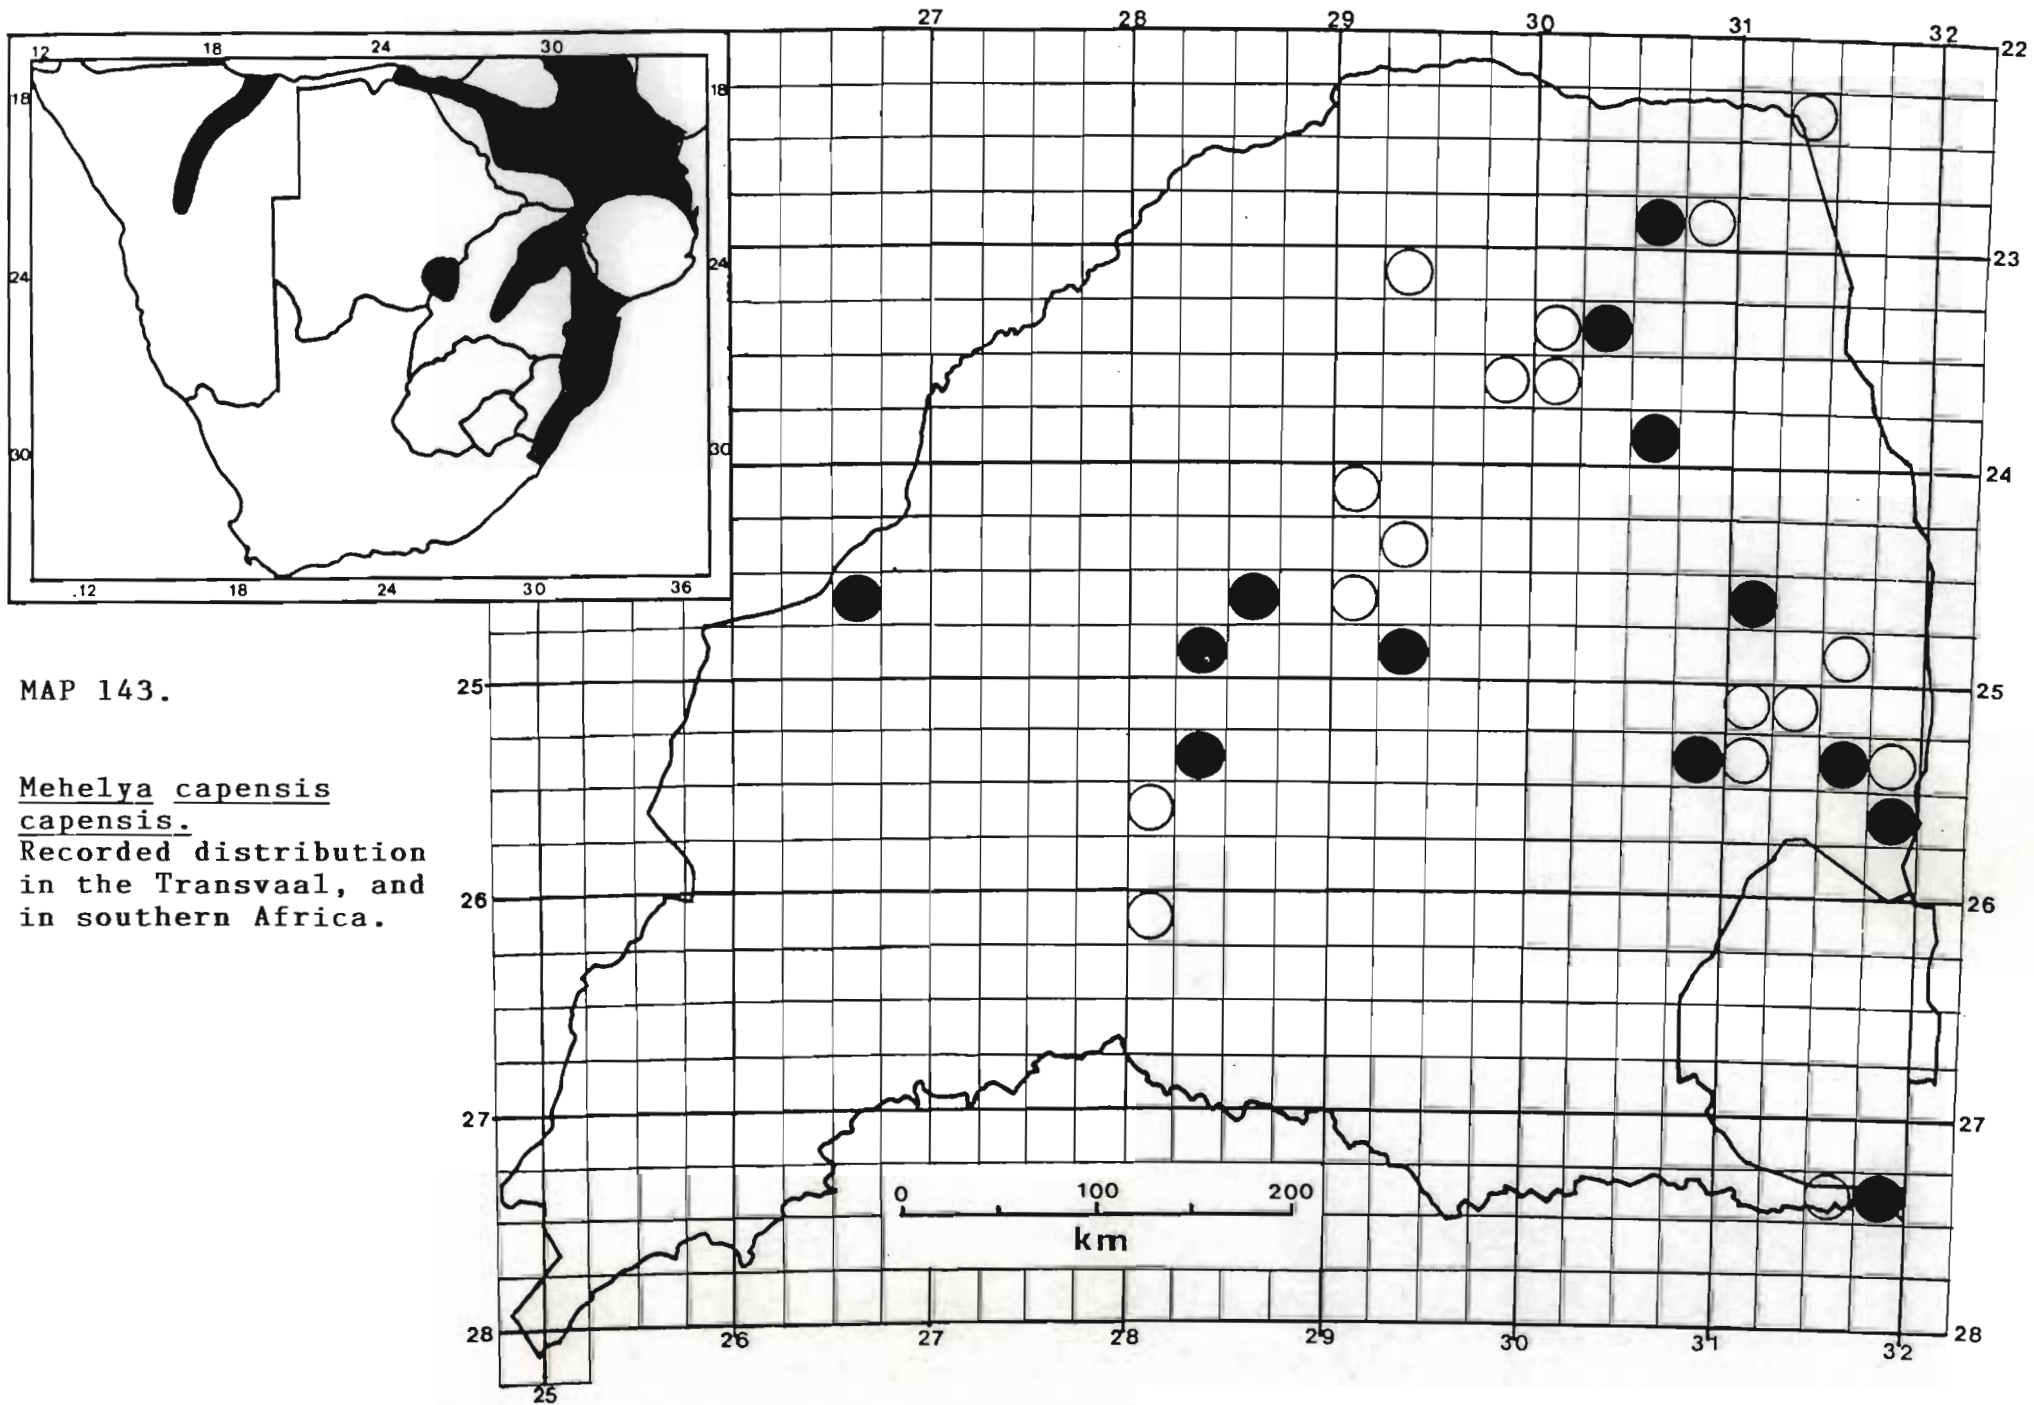 27 28 29 30 31 32
22
12 18 24 30
18 18
24 24
30 30
.12 18 24 30 36
23
24
MAP 143.
25 25
Mehelya capensis
capensis.
Recorded distribution
in the Transvaal, and
in southern Africa.
26 26
27 27
0 100 200
km
28 28
26 27 28 29 30 31 32
25